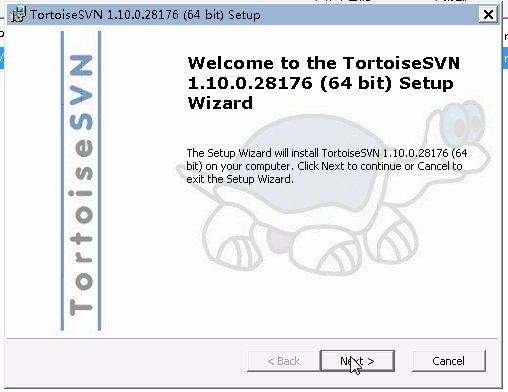 TortoiseSVN 1.10.0.28176 (64 bit) Setup
TortoiseSVN
Welcome to the TortoiseSVN
1.10.0.28176 (64 bit) Setup
Wizard
The Setup Wizard will install TortoiseSVN 1.10.0.28176 (64
bit) on your computer. Click Next to continue or Cancel to
exit the Setup Wizard.
< Back
Next >
Cancel